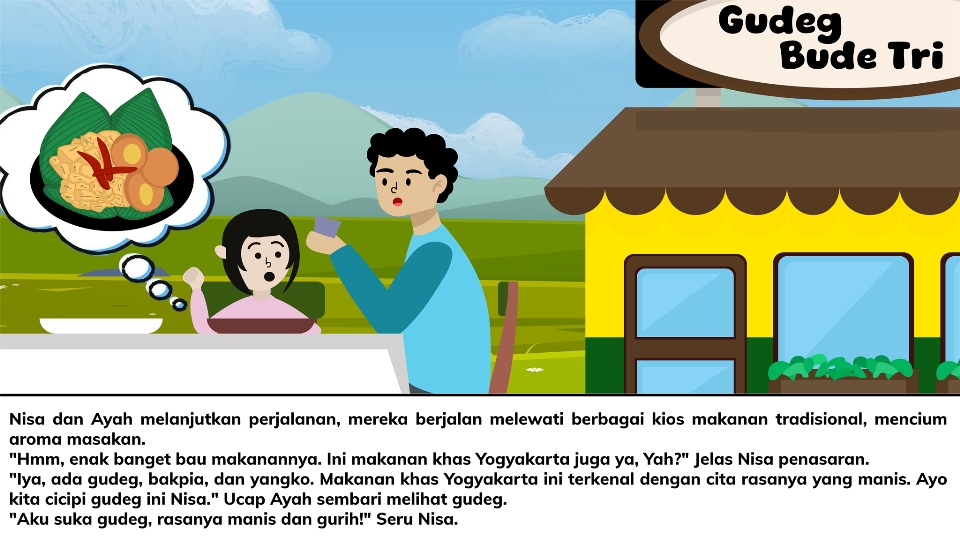 Gudeg
Bude Tri
Nisa dan Ayah melanjutkan perjalanan, mereka berjalan melewati berbagai kios makanan tradisional, mencium
aroma masakan.
"Hmm, enak banget bau makanannya. Ini makanan khas Yogyakarta juga ya, Yah?" Jelas Nisa penasaran.
"Iya, ada gudeg, bakpia, dan yangko. Makanan khas Yogyakarta ini terkenal dengan cita rasanya yang manis. Ayo
kita cicipi gudeg ini Nisa." Ucap Ayah sembari melihat gudeg.
"Aku suka gudeg, rasanya manis dan gurih!" Seru Nisa.